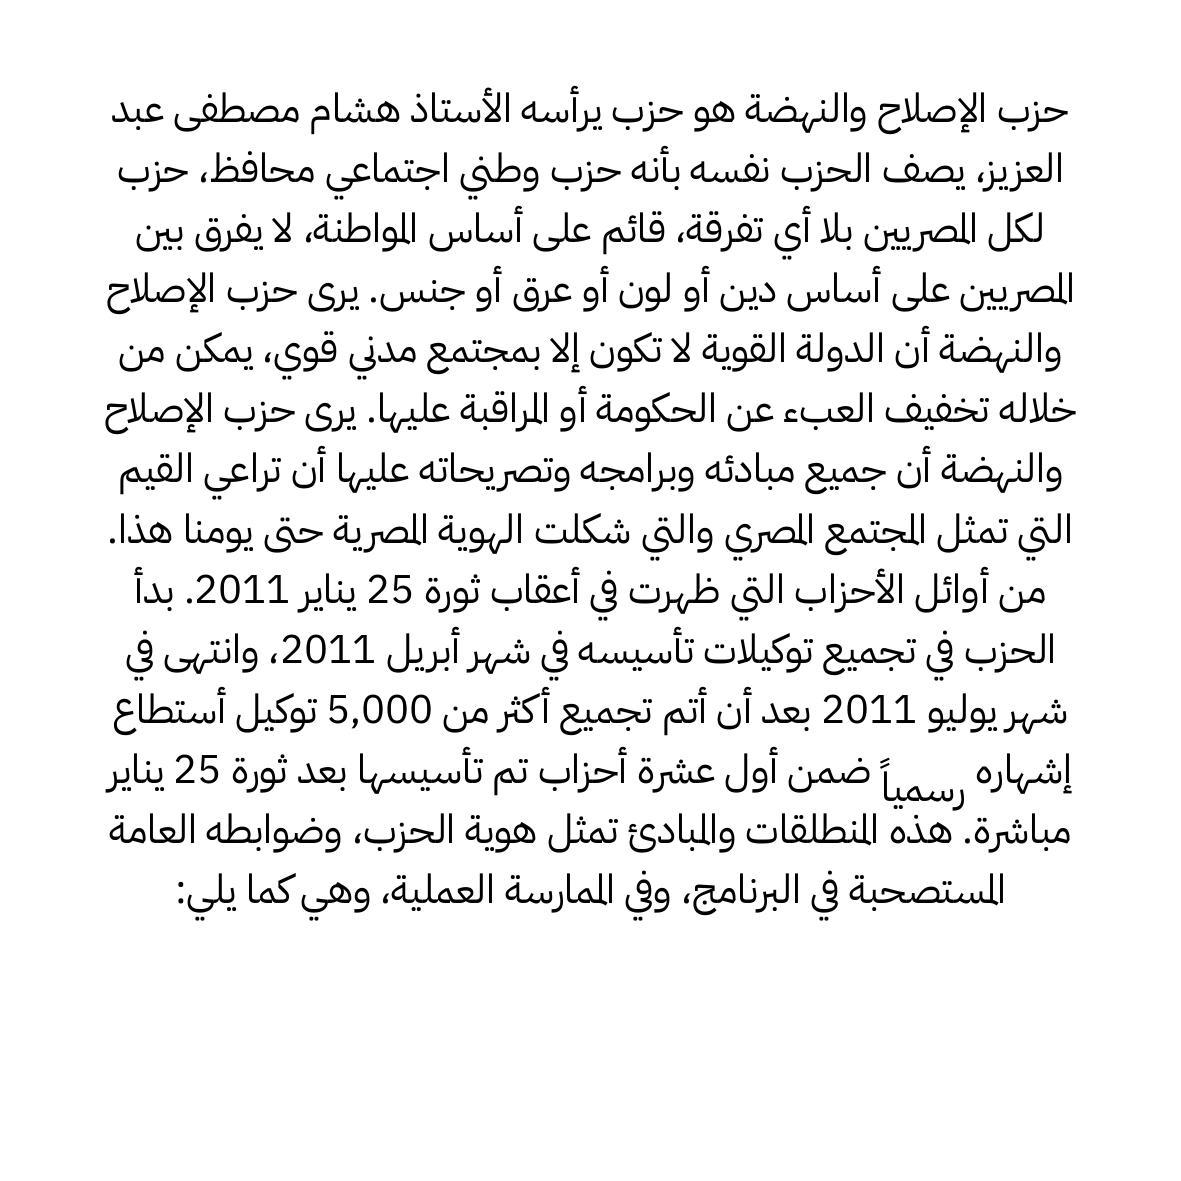 حزب الإصلاح والنهضة هو حزب يرأسه الأستاذ هشام مصطفى عبد
العزيز، يصف الحزب نفسه بأنه حزب وطني اجتماعي محافظ، حزب
لكل المصريين بلا أي تفرقة، قائم على أساس المواطنة، لا يفرق بين
المصريين على أساس دين أو لون أو عرق أو جنس. يرى حزب الإصلاح
والنهضة أن الدولة القوية لا تكون إلا بمجتمع مدني قوي، يمكن من
خلاله تخفيف العبء عن الحكومة أو المراقبة عليها. يرى حزب الإصلاح
والنهضة أن جميع مبادئه وبرامجه وتصريحاته عليها أن تراعي القيم
التي تمثل المجتمع المصري والتي شكلت الهوية المصرية حتى يومنا هذا.
من أوائل الأحزاب التي ظهرت في أعقاب ثورة 25 يناير 2011. بدأ
الحزب في تجميع توكيلات تأسيسه في شهر أبريل 2011، وانتهى في
شهر يوليو 2011 بعد أن أتم تجميع أكثر من 5,000 توكيل أستطاع
إشهاره رسمياً ضمن أول عشرة أحزاب تم تأسيسها بعد ثورة 25 يناير
مباشرة. هذه المنطلقات والمبادئ تمثل هوية الحزب، وضوابطه العامة
المستصحبة في البرنامج، وفي الممارسة العملية، وهي كما يلي: